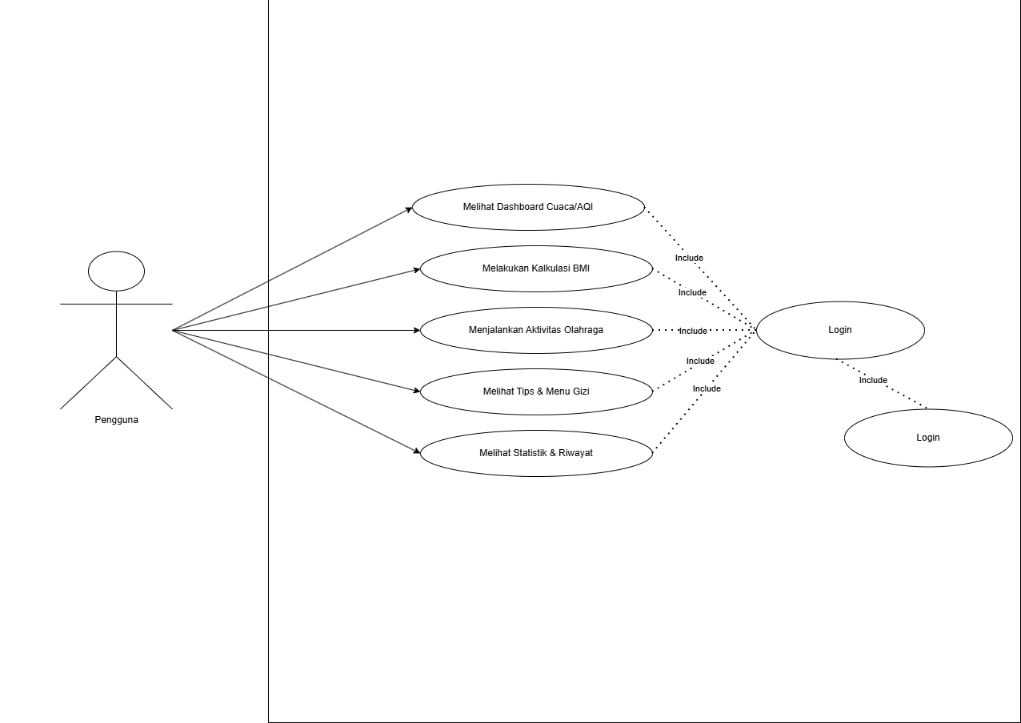 Melihat Dashboard Cuaca/AQI
Include
Melakukan Kalkulasi BMI
Include
Menjalankan Aktivitas Olahraga
Include
Login
Include
Include
Include
Melihat Tips & Menu Gizi
Pengguna
Login
Melihat Statistik & Riwayat